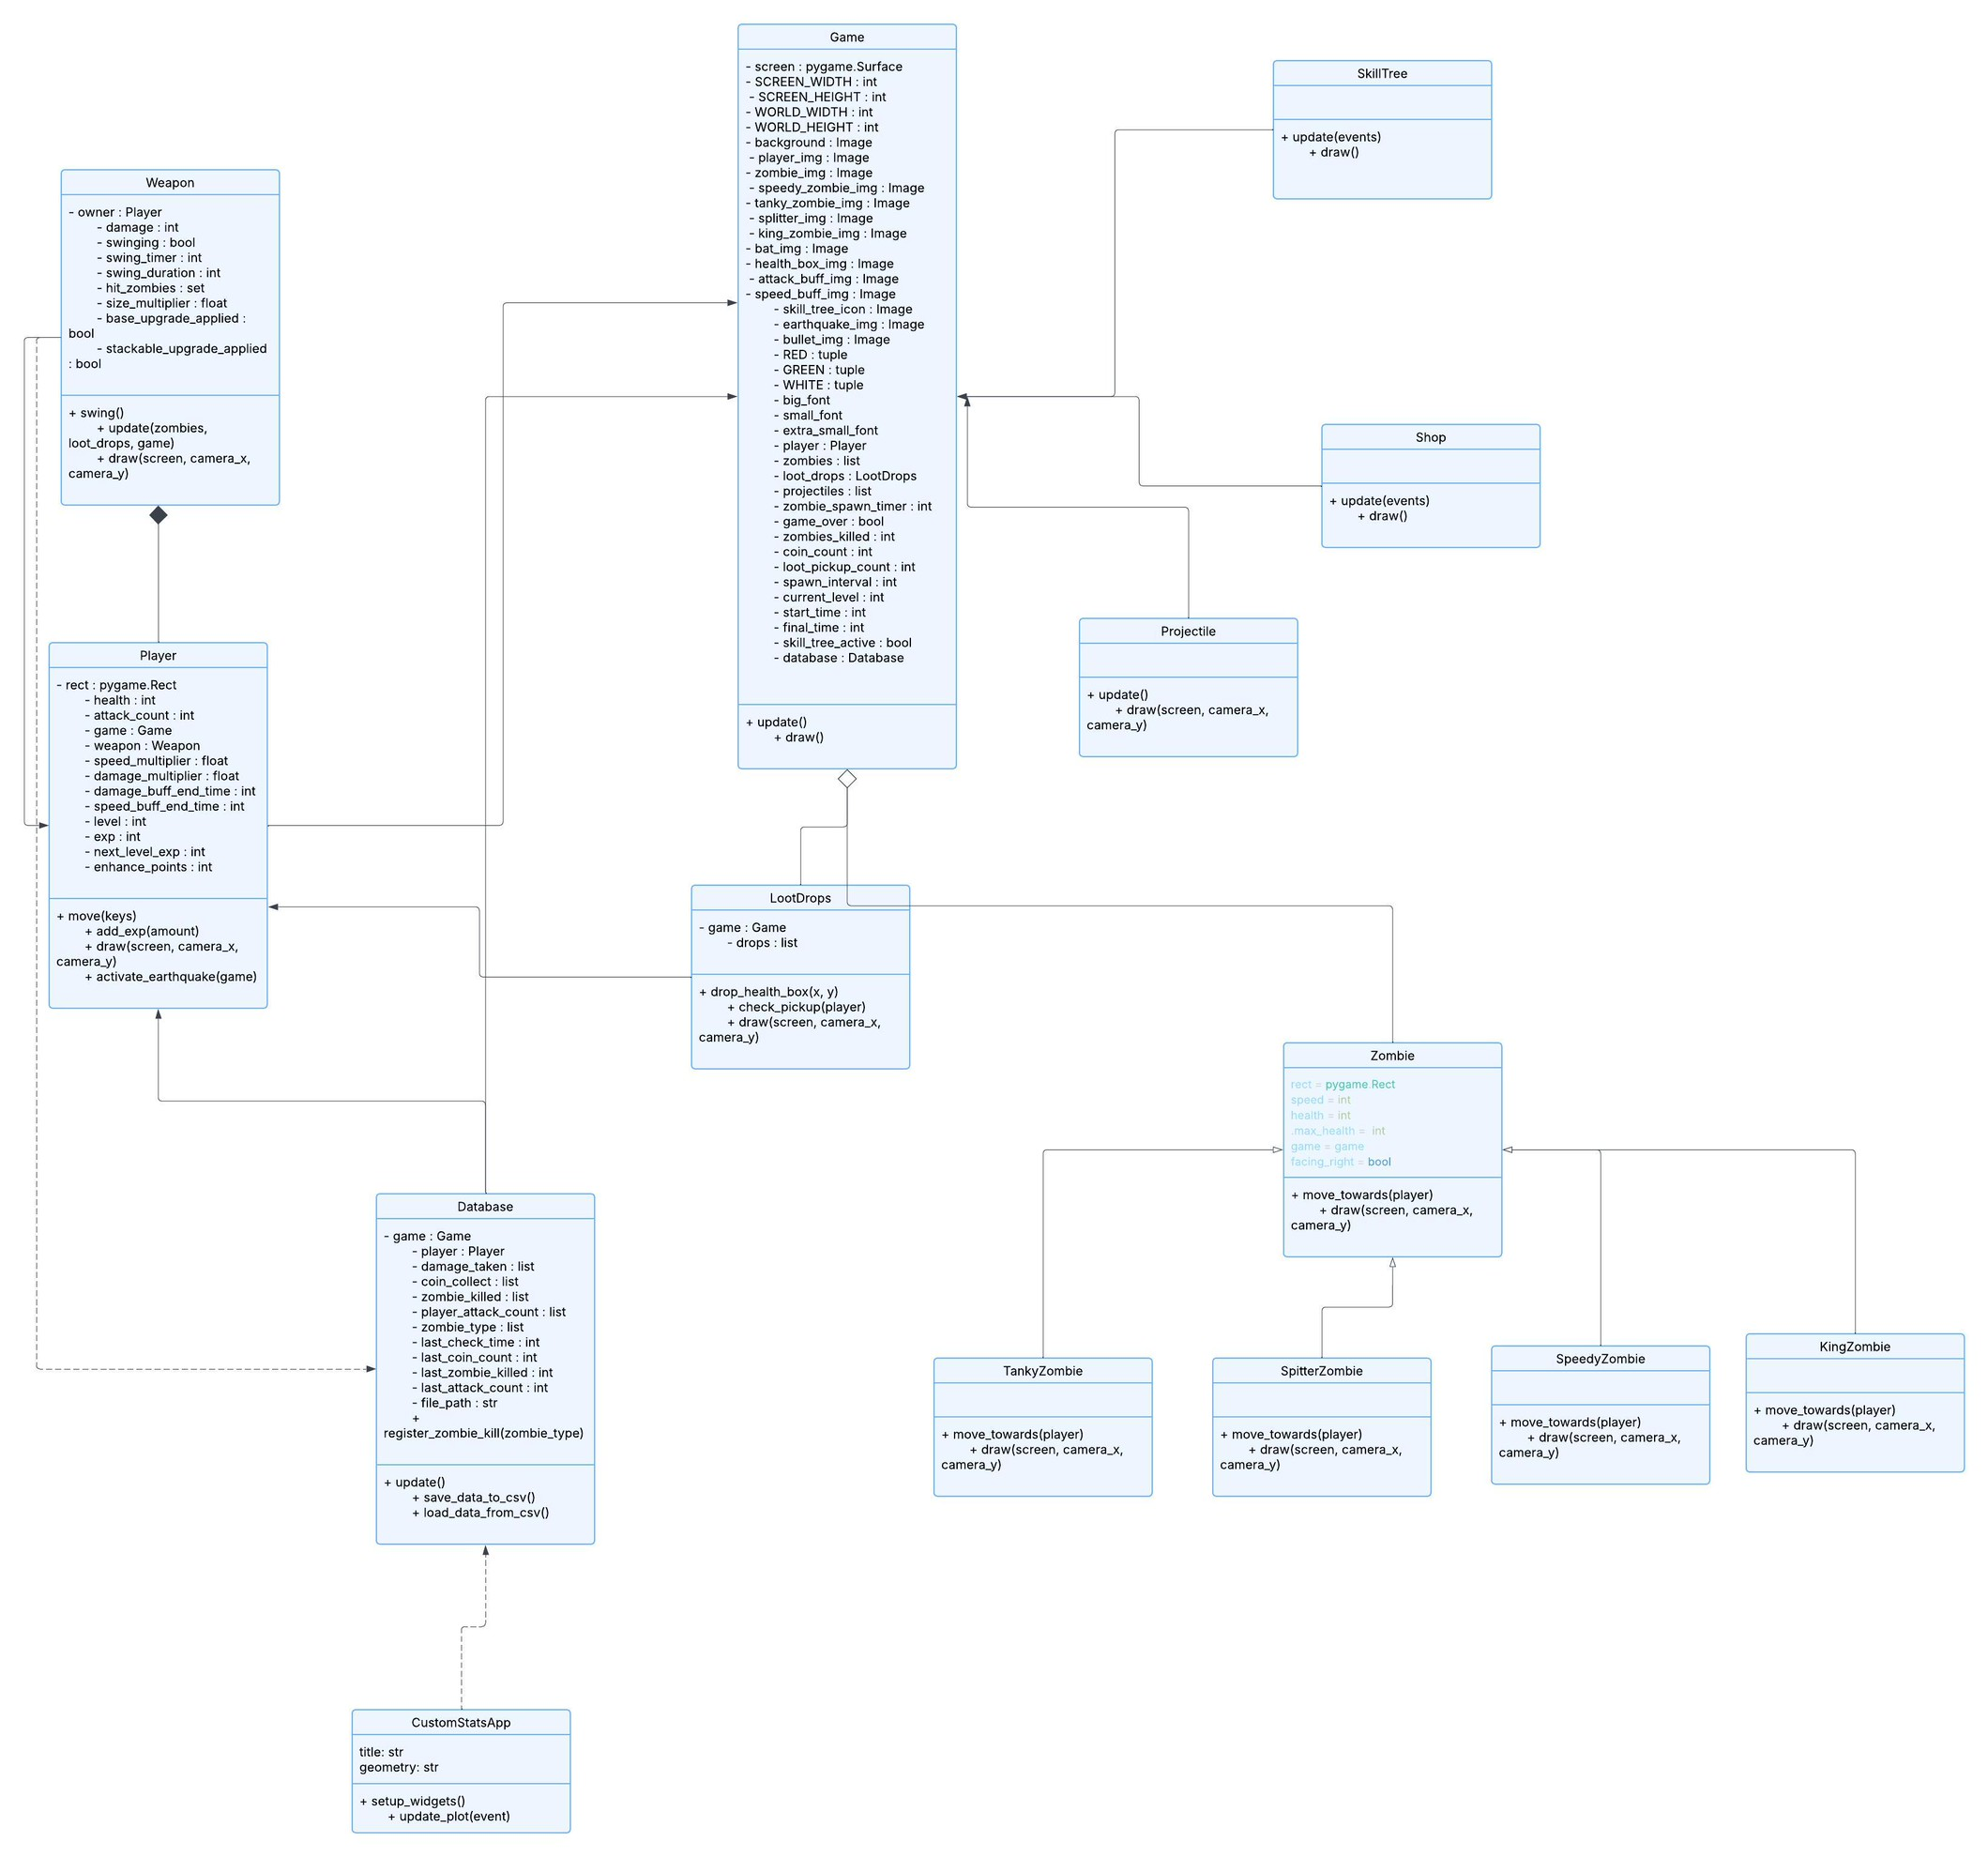 Game
- screen : pygame.Surface
- SCREEN_WIDTH : int
- SCREEN_HEIGHT : int
- WORLD_WIDTH : int
- WORLD_HEIGHT : int
- background : Image
- player_img : Image
- zombie_img : Image
- speedy_zombie_img : Image
- tanky_zombie_img : Image
- splitter_img : Image
- king_zombie_img : Image
- bat_img : Image
- health_box_img : Image
- attack_buff_img : Image
- speed_buff_img : Image
- skill_tree_icon : Image
- earthquake_img : Image
- bullet_img : Image
- RED : tuple
- GREEN : tuple
- WHITE : tuple
- big_font
- small_font
- extra_small_font
- player : Player
- zombies : list
- loot_drops : LootDrops
- projectiles : list
- zombie_spawn_timer : int
- game_over : bool
- zombies_killed : int
- coin_count : int
- loot_pickup_count : int
- spawn_interval : int
- current_level : int
- start_time : int
- final_time : int
- skill_tree_active : bool
- database : Database
+ update()
+ draw()
SkillTree
+ update(events)
+ draw()
Weapon
- owner : Player
- damage : int
- swinging : bool
- swing_timer : int
- swing_duration : int
- hit_zombies : set
- size_multiplier : float
- base_upgrade_applied :
bool
- stackable_upgrade_applied
: bool
+ swing()
+ update(zombies,
loot_drops, game)
+ draw(screen, camera_x,
camera_y)
Shop
+ update(events)
+ draw()
Projectile
+ update()
+ draw(screen, camera_x,
camera_y)
Player
- rect : pygame.Rect
- health : int
- attack_count : int
- game : Game
- weapon : Weapon
- speed_multiplier : float
- damage_multiplier : float
- damage_buff_end_time : int
- speed_buff_end_time : int
- level : int
- exp : int
- next_level_exp : int
- enhance_points : int
+ move(keys)
+ add_exp(amount)
+ draw(screen, camera_x,
camera_y)
+ activate_earthquake(game)
LootDrops
- game : Game
- drops : list
+ drop_health_box(x, y)
+ check_pickup(player)
+ draw(screen, camera_x,
camera_y)
Zombie
rect = pygame.Rect
speed = int
health = int
.max_health = int
game = game
facing_right = bool
+ move_towards(player)
+ draw(screen, camera_x,
camera_y)
Database
- game : Game
- player : Player
- damage_taken : list
- coin_collect : list
- zombie_killed : list
- player_attack_count : list
- zombie_type : list
- last_check_time : int
- last_coin_count : int
- last_zombie_killed : int
- last_attack_count : int
- file_path : str
+
register_zombie_kill(zombie_type)
+ update()
+ save_data_to_csv()
+ load_data_from_csv()
TankyZombie
+ move_towards(player)
+ draw(screen, camera_x,
camera_y)
SpitterZombie
+ move_towards(player)
+ draw(screen, camera_x,
camera_y)
SpeedyZombie
+ move_towards(player)
+ draw(screen, camera_x,
camera_y)
KingZombie
+ move_towards(player)
+ draw(screen, camera_x,
camera_y)
CustomStatsApp
title: str
geometry: str
+ setup_widgets()
+ update_plot(event)